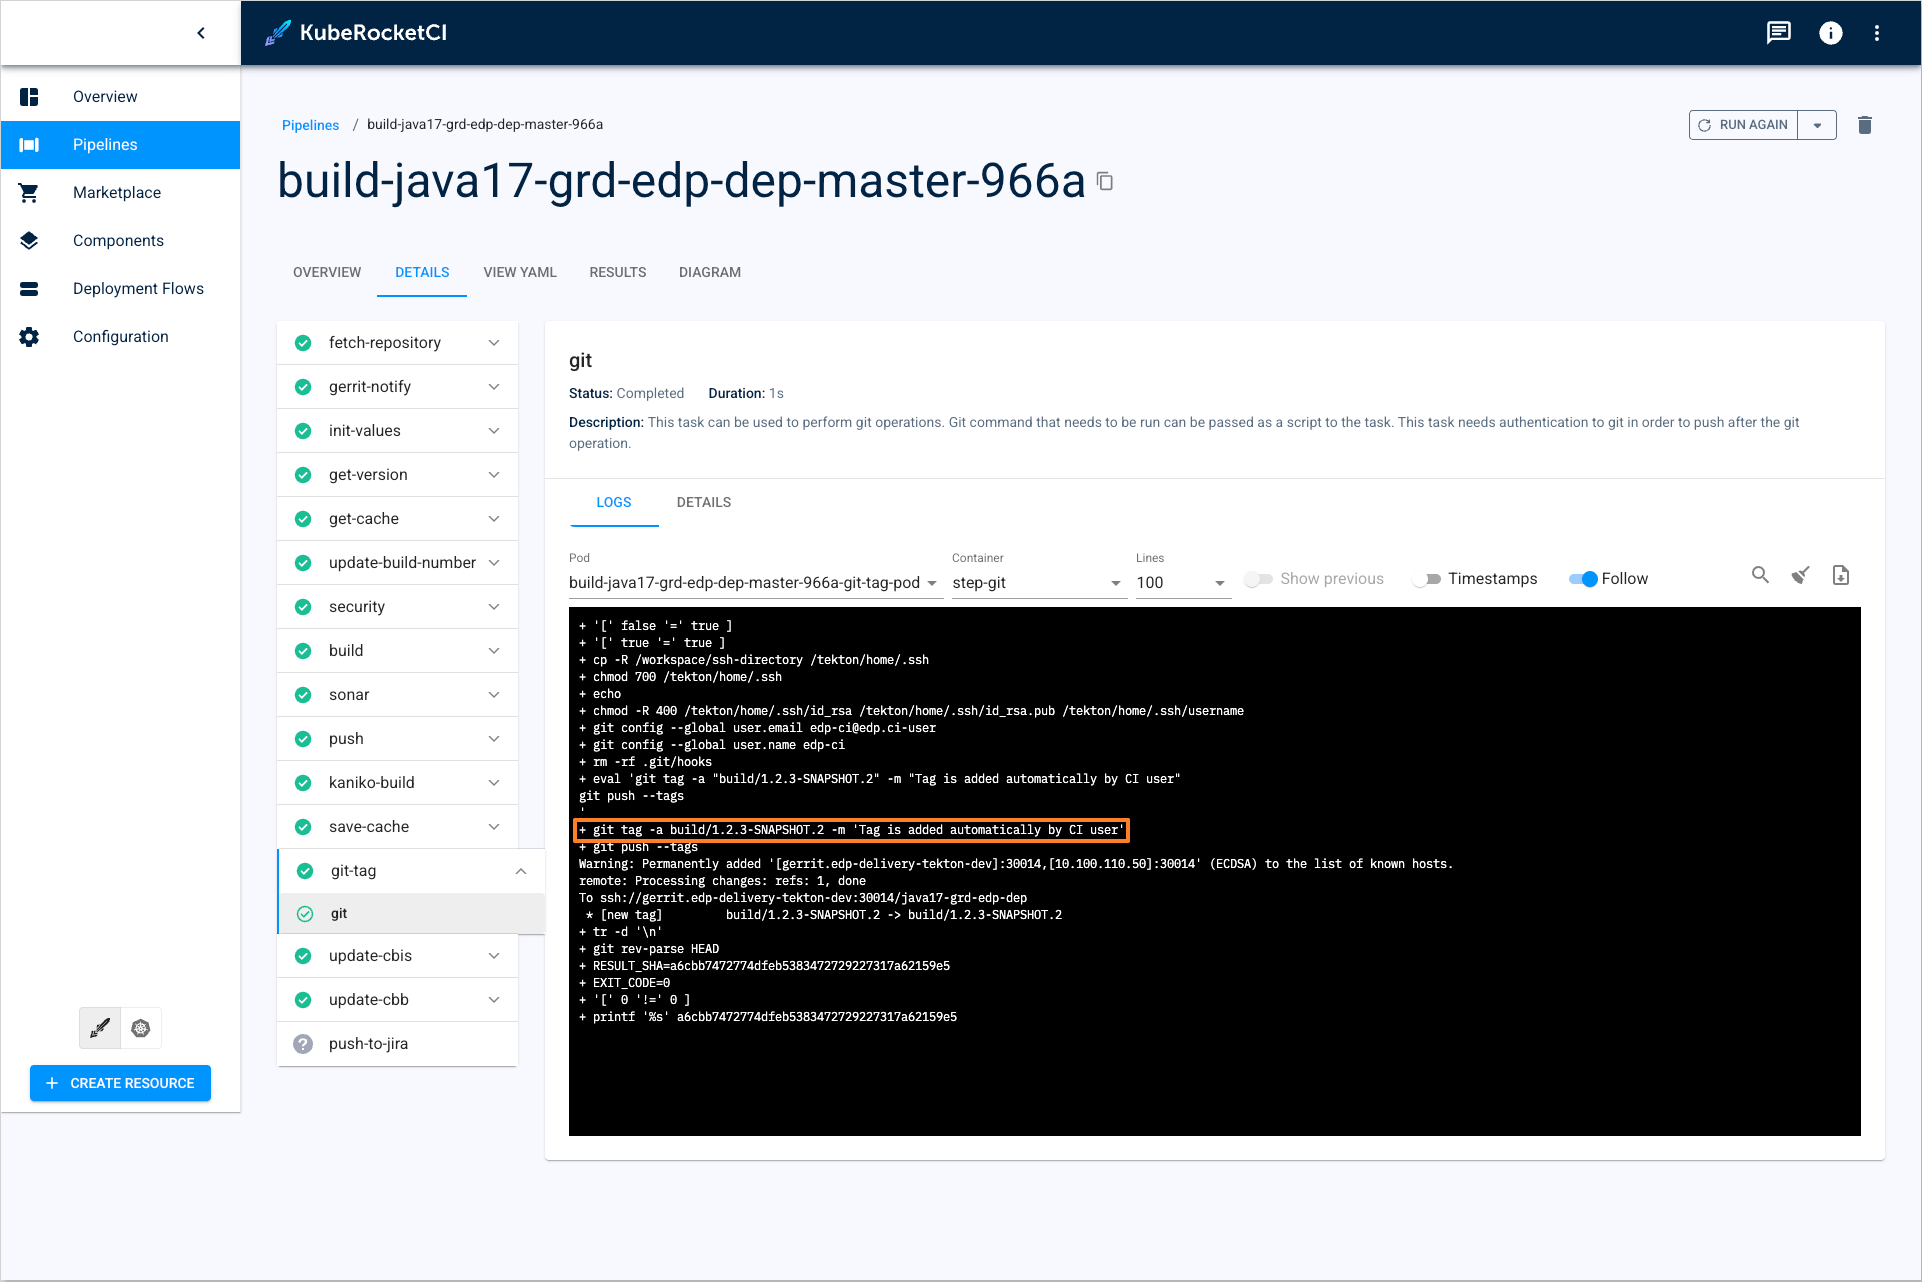 KubeRocketCI
Overview
Pipelines
Marketplace
Components
Deployment Flows
Configuration
CREATE RESOURCE
Pipelines / build-java17-grd-edp-dep-master-966a
RUN AGAIN
build-java17-grd-edp-dep-master-966a
OVERVIEW
DETAILS
VIEW YAML
RESULTS
DIAGRAM
fetch-repository
gerrit-notify
init-values
get-version
get-cache
update-build-number
security
build
sonar
push
kaniko-build
save-cache
git-tag
git
update-cbis
update-cbb
push-to-jira
git
Status: Completed Duration: 1s
Description: This task can be used to perform git operations. Git command that needs to be run can be passed as a script to the task. This task needs authentication to git in order to push after the git
operation.
LOGS
DETAILS
Pod
build-java17-grd-edp-dep-master-966a-git-tag-pod
Container
step-git
Lines
100
Show previous
Timestamps
Follow
+ '[' false '=' true ]
+ '[' true '=' true ]
+ cp -R /workspace/ssh-directory /tekton/home/.ssh
+ chmod 700 /tekton/home/.ssh
+ echo
+ chmod -R 400 /tekton/home/.ssh/id_rsa /tekton/home/.ssh/id_rsa.pub /tekton/home/.ssh/username
+ git config --global user.email edp-ci@edp.ci-user
+ git config --global user.name edp-ci
+ rm -rf .git/hooks
+ eval 'git tag -a "build/1.2.3-SNAPSHOT.2" -m "Tag is added automatically by CI user"
git push --tags
'
+ git tag -a build/1.2.3-SNAPSHOT.2 -m 'Tag is added automatically by CI user'
+ git push --tags
Warning: Permanently added '[gerrit.edp-delivery-tekton-dev]:30014,[10.100.110.50]:30014' (ECDSA) to the list of known hosts.
remote: Processing changes: refs: 1, done
To ssh://gerrit.edp-delivery-tekton-dev:30014/java17-grd-edp-dep
* [new tag] build/1.2.3-SNAPSHOT.2 -> build/1.2.3-SNAPSHOT.2
+ tr -d '\n'
+ git rev-parse HEAD
+ RESULT_SHA=a6cbb7472774dfeb5383472729227317a62159e5
+ EXIT_CODE=0
+ '[' 0 '!=' 0 ]
+ printf '%s' a6cbb7472774dfeb5383472729227317a62159e5